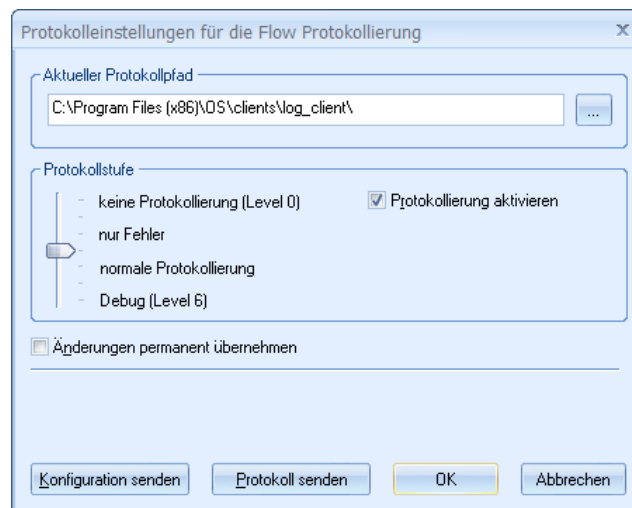 Protokolleinstellungen für die Flow Protokollierung
x
Aktueller Protokollpfad
C:\Program Files (x86)\OS\clients\log_client\
...
Protokollstufe
keine Protokollierung (Level 0)
Protokollierung aktivieren
nur Fehler
normale Protokollierung
Debug (Level 6)
Änderungen permanent übernehmen
Konfiguration senden
Protokoll senden
OK
Abbrechen